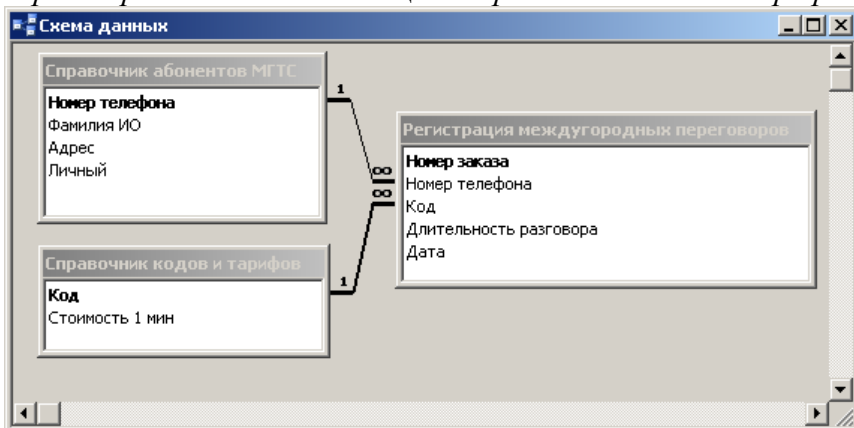 Схема данных
Справочник абонентов МГТС
Номер телефона
Фамилия ИО
Адрес
Личный
1
∞
∞
1
Регистрация междугородных переговоров
Номер заказа
Номер телефона
Код
Длительность разговора
Дата
Справочник кодов и тарифов
Код
Стоимость 1 мин